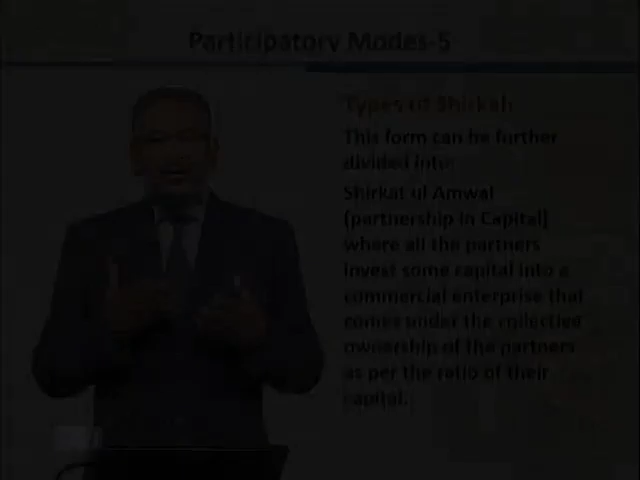 Participatory Modes-5
Types of Shirkah
This form can be further
divided into:
Shirkat ul Amwal
(partnership in Capital)
where all the partners
invest some capital into a
commercial enterprise that
comes under the collective
ownership of the partners
as per the ratio of their
capital.